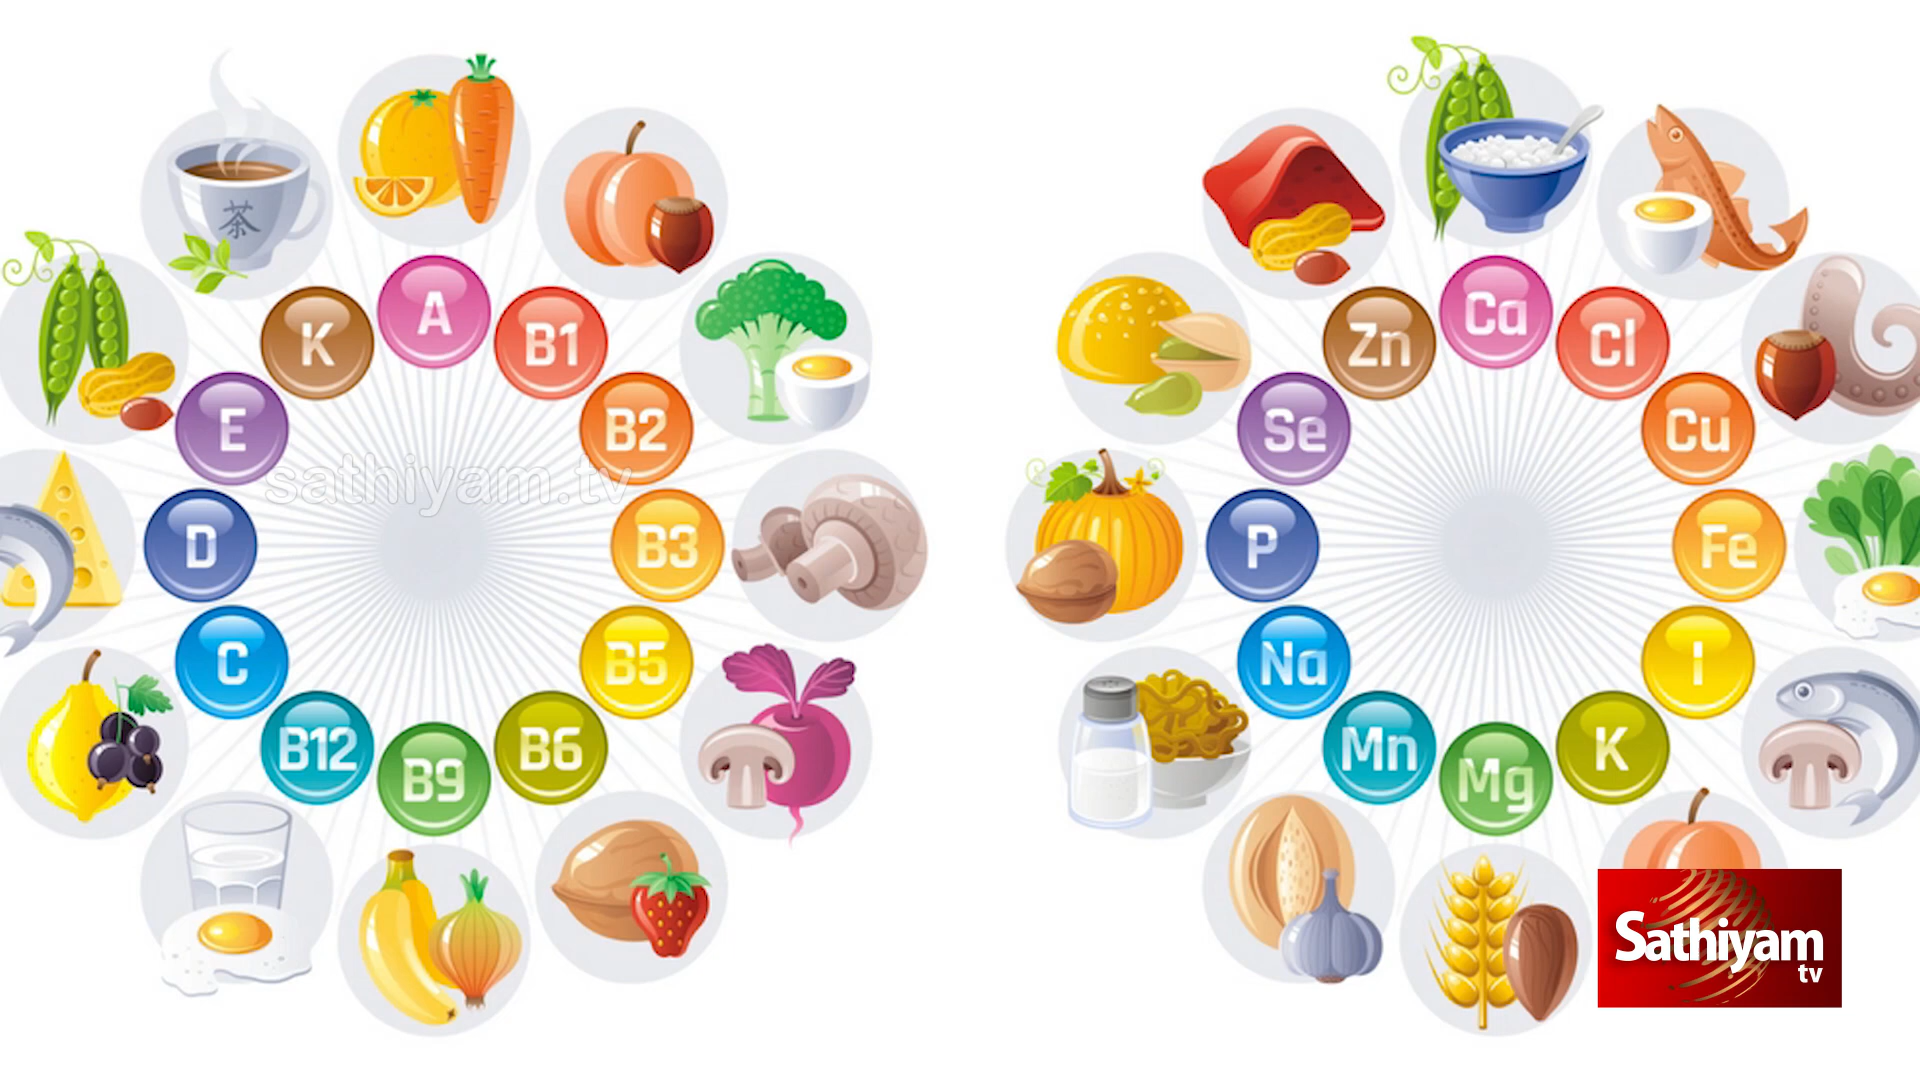 茶
A
B1
B2
B3
B5
B6
B9
B12
C
D
E
K
sathiyam.tv
Ca
Cl
Cu
Fe
I
K
Mg
Mn
Na
P
Se
Zn
Sathiyam
tv